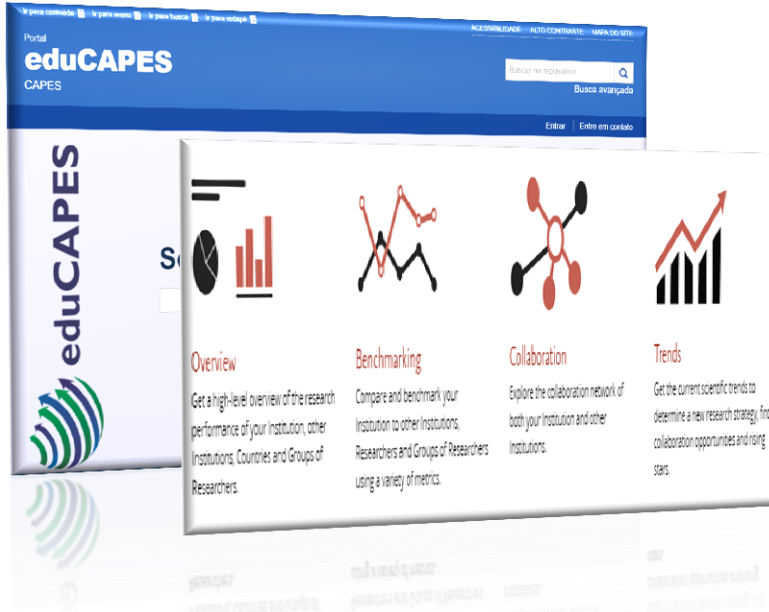 Ir para conteúdo 1 Ir para menu 2 Ir para busca 3 Ir para rodapé 4
ACESSIBILIDADE ALTO CONTRASTE MAPA DO SITE
Portal
eduCAPES
CAPES
Buscar no repositório
Busca avançada
Entrar Entre em contato
eduCAPES
Overview
Get a high-level overview of the research
performance of your Institution, other
Institutions, Countries and Groups of
Researchers.
Benchmarking
Compare and benchmark your
Institution to other Institutions,
Researchers and Groups of Researchers
using a variety of metrics.
Collaboration
Explore the collaboration network of
both your Institution and other
Institutions.
Trends
Get the current scientific trends to
determine a new research strategy, find
collaboration opportunities and rising
stars.